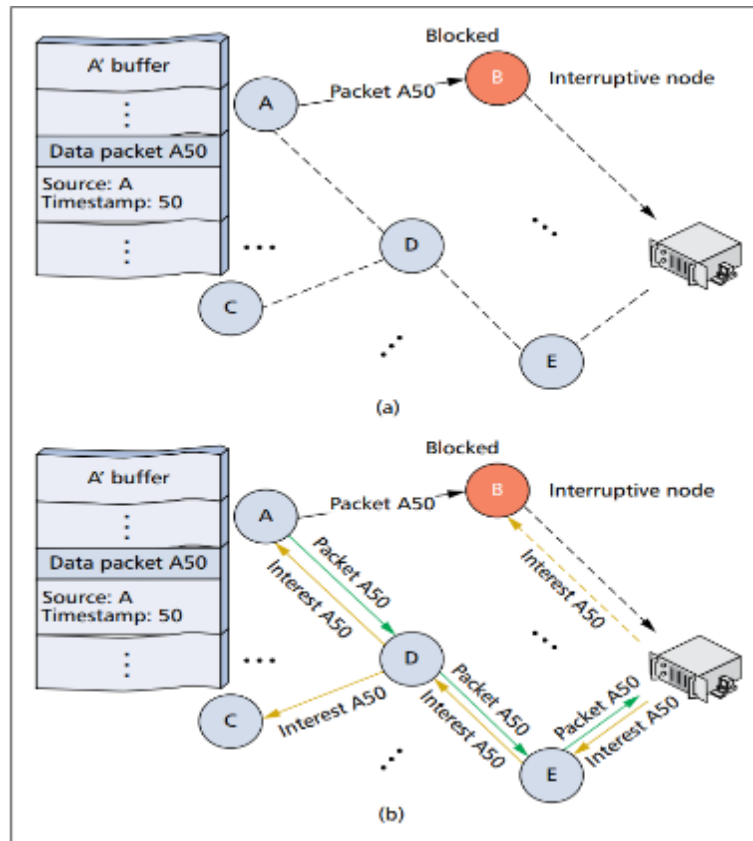 Blocked
A' buffer
A
Packet A50
B
Interruptive node
Data packet A50
Source: A
Timestamp: 50
D
C
E
(a)
Blocked
A' buffer
A
Packet A50
B
Interruptive node
Data packet A50
Packet A50
Interest A50
Interest A50
Source: A
Timestamp: 50
D
C
Interest A50
Packet A50
Interest A50
Packet A50
Interest A50
E
(b)